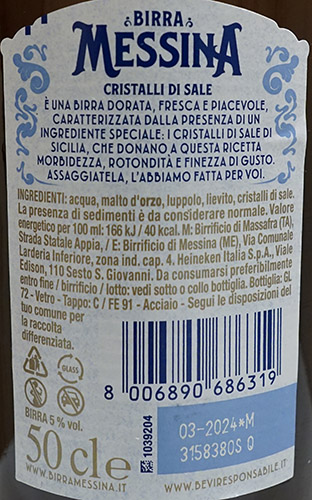 BIRRA
MESSINA
CRISTALLI DI SALE
È UNA BIRRA DORATA, FRESCA E PIACEVOLE,
CARATTERIZZATA DALLA PRESENZA DI UN
INGREDIENTE SPECIALE: I CRISTALLI DI SALE DI
SICILIA, CHE DONANO A QUESTA RICETTA
MORBIDEZZA, ROTONDITÀ E FINEZZA DI GUSTO.
ASSAGGIATELA, L'ABBIAMO FATTA PER VOI.
INGREDIENTI: acqua, malto d'orzo, luppolo, lievito, cristalli di sale.
La presenza di sedimenti è da considerare normale. Valore
energetico per 100 ml: 166 kJ / 40 kcal. M: Birrificio di Massafra (TA),
Strada Statale Appia, / E: Birrificio di Messina (ME), Via Comunale
Larderia Inferiore, zona ind. cap. 4. Heineken Italia S.p.A., Viale
Edison, 110 Sesto S. Giovanni. Da consumarsi preferibilmente
entro fine / birrificio / lotto: vedi sotto o collo bottiglia. Bottiglia: GL
72 - Vetro - Tappo: C / FE 91 - Acciaio - Segui le disposizioni del
tuo comune per
la raccolta
differenziata.
GLASS
BIRRA 5 % vol.
50 cl e
WWW.BIRRAMESSINA.IT
8 006890 686319
1039204
03-2024*M
3158380S Q
WWW.BEVIRESPONSABILE.IT